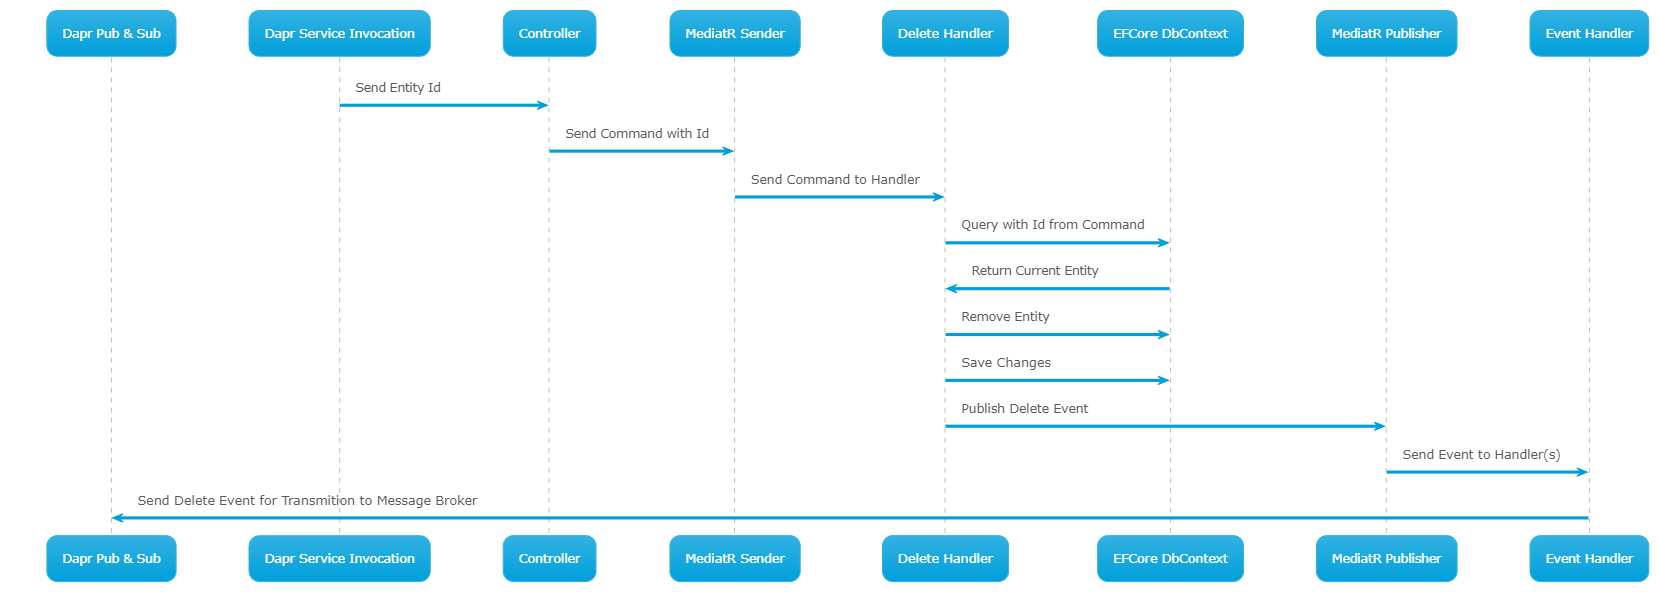 Dapr Pub & Sub
Dapr Service Invocation
Controller
MediatR Sender
Delete Handler
EFCore DbContext
MediatR Publisher
Event Handler
Send Entity Id
Send Command with Id
Send Command to Handler
Query with Id from Command
Return Current Entity
Remove Entity
Save Changes
Publish Delete Event
Send Event to Handler(s)
Send Delete Event for Transmition to Message Broker
Dapr Pub & Sub
Dapr Service Invocation
Controller
MediatR Sender
Delete Handler
EFCore DbContext
MediatR Publisher
Event Handler